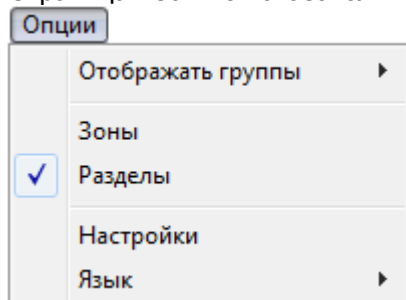 Опции
Отображать группы
Зоны
Разделы
Настройки
Язык